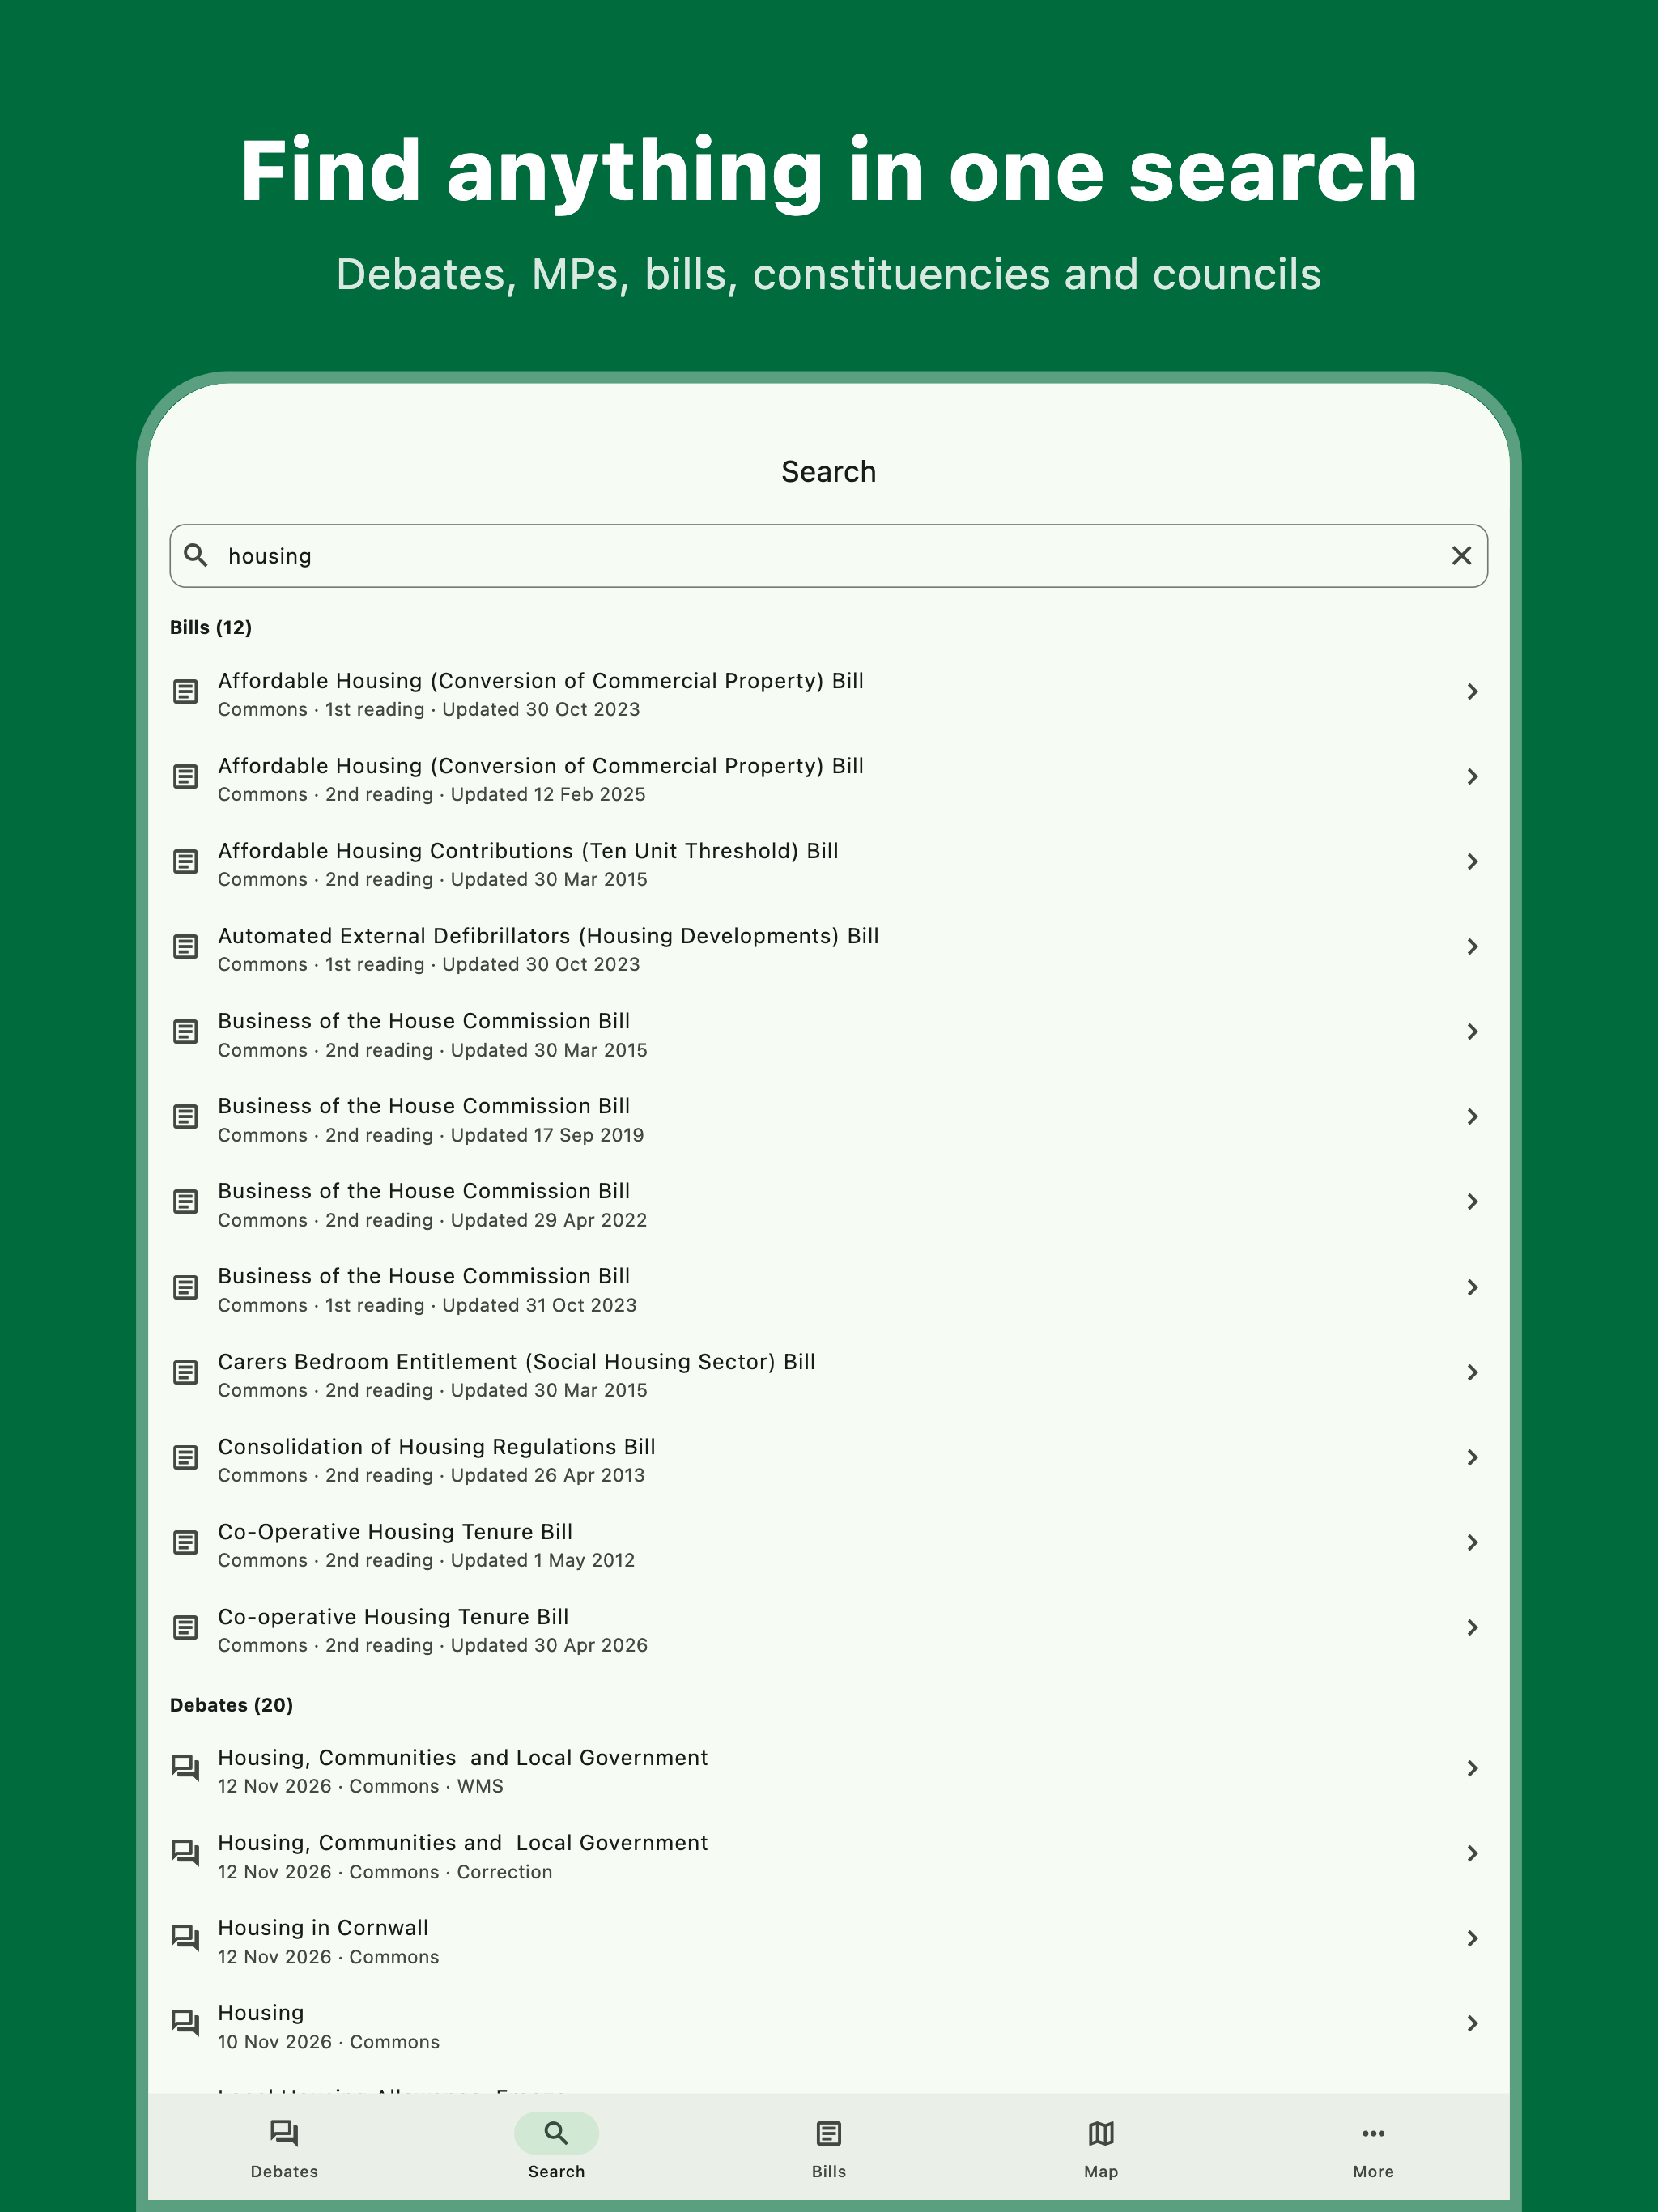 Find anything in one search
Debates, MPs, bills, constituencies and councils
Search
housing
Bills (12)
Affordable Housing (Conversion of Commercial Property) Bill
Commons · 1st reading · Updated 30 Oct 2023
Affordable Housing (Conversion of Commercial Property) Bill
Commons · 2nd reading · Updated 12 Feb 2025
Affordable Housing Contributions (Ten Unit Threshold) Bill
Commons · 2nd reading · Updated 30 Mar 2015
Automated External Defibrillators (Housing Developments) Bill
Commons · 1st reading · Updated 30 Oct 2023
Business of the House Commission Bill
Commons · 2nd reading · Updated 30 Mar 2015
Business of the House Commission Bill
Commons · 2nd reading · Updated 17 Sep 2019
Business of the House Commission Bill
Commons · 2nd reading · Updated 29 Apr 2022
Business of the House Commission Bill
Commons · 1st reading · Updated 31 Oct 2023
Carers Bedroom Entitlement (Social Housing Sector) Bill
Commons · 2nd reading · Updated 30 Mar 2015
Consolidation of Housing Regulations Bill
Commons · 2nd reading · Updated 26 Apr 2013
Co-Operative Housing Tenure Bill
Commons · 2nd reading · Updated 1 May 2012
Co-operative Housing Tenure Bill
Commons · 2nd reading · Updated 30 Apr 2026
Debates (20)
Housing, Communities  and Local Government
12 Nov 2026 · Commons · WMS
Housing, Communities and  Local Government
12 Nov 2026 · Commons · Correction
Housing in Cornwall
12 Nov 2026 · Commons
Housing
10 Nov 2026 · Commons
Debates
Search
Bills
Map
More